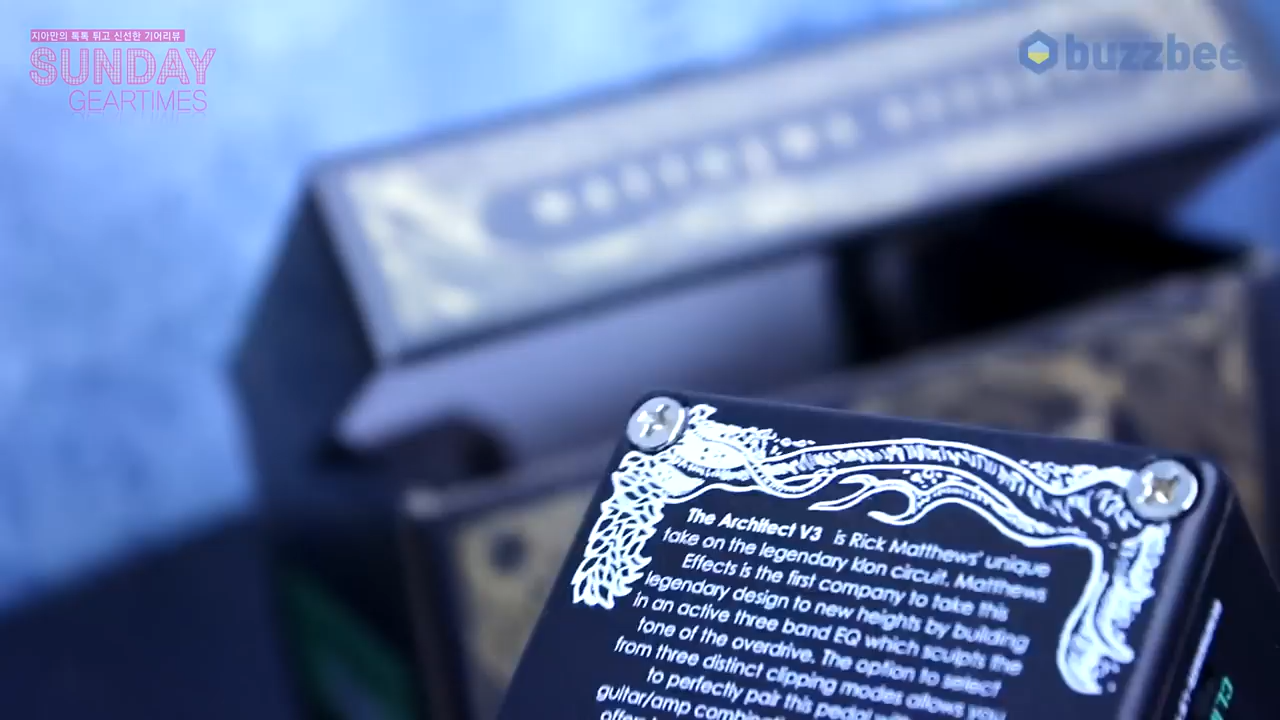 지아만의 톡톡 튀고 신선한 기어리뷰
SUNDAY
GEARTIMES
buzzbee
The Architect V3 is Rick Matthews' unique
take on the legendary klon circuit. Matthews
Effects is the first company to take this
legendary design to new heights by building
in an active three band EQ which sculpts the
tone of the overdrive. The option to select
from three distinct clipping modes allows you
to perfectly pair this pedal
guitar/amp